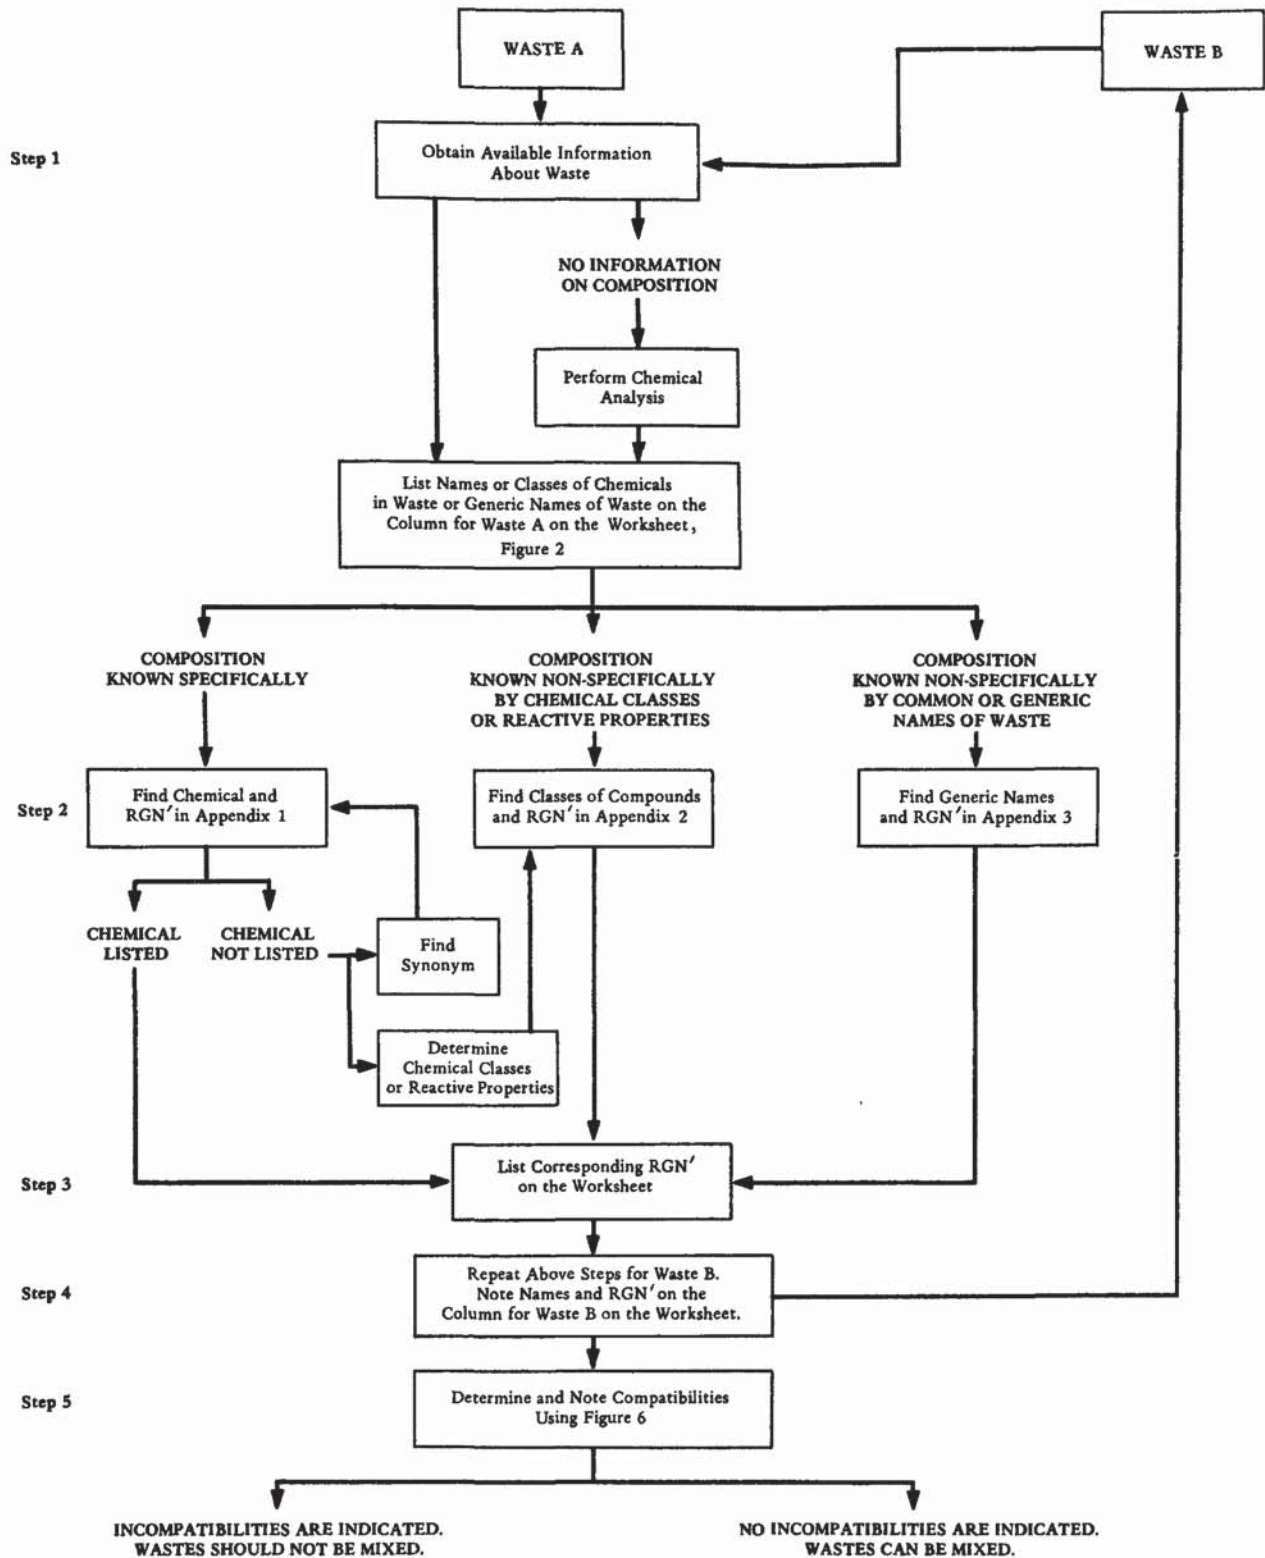 WASTE A
WASTE B
Step 1
Obtain Available Information
About Waste
NO INFORMATION
ON COMPOSITION
Perform Chemical
Analysis
List Names or Classes of Chemicals
in Waste or Generic Names of Waste on the
Column for Waste A on the Worksheet,
Figure 2
COMPOSITION
KNOWN SPECIFICALLY
COMPOSITION
KNOWN NON-SPECIFICALLY
BY CHEMICAL CLASSES
OR REACTIVE PROPERTIES
COMPOSITION
KNOWN NON-SPECIFICALLY
BY COMMON OR GENERIC
NAMES OF WASTE
Step 2
Find Chemical and
RGN′ in Appendix 1
Find Classes of Compounds
and RGN′ in Appendix 2
Find Generic Names
and RGN′ in Appendix 3
CHEMICAL
LISTED
CHEMICAL
NOT LISTED
Find
Synonym
Determine
Chemical Classes
or Reactive Properties
Step 3
List Corresponding RGN′
on the Worksheet
Step 4
Repeat Above Steps for Waste B.
Note Names and RGN′ on the
Column for Waste B on the Worksheet.
Step 5
Determine and Note Compatibilities
Using Figure 6
INCOMPATIBILITIES ARE INDICATED.
WASTES SHOULD NOT BE MIXED.
NO INCOMPATIBILITIES ARE INDICATED.
WASTES CAN BE MIXED.